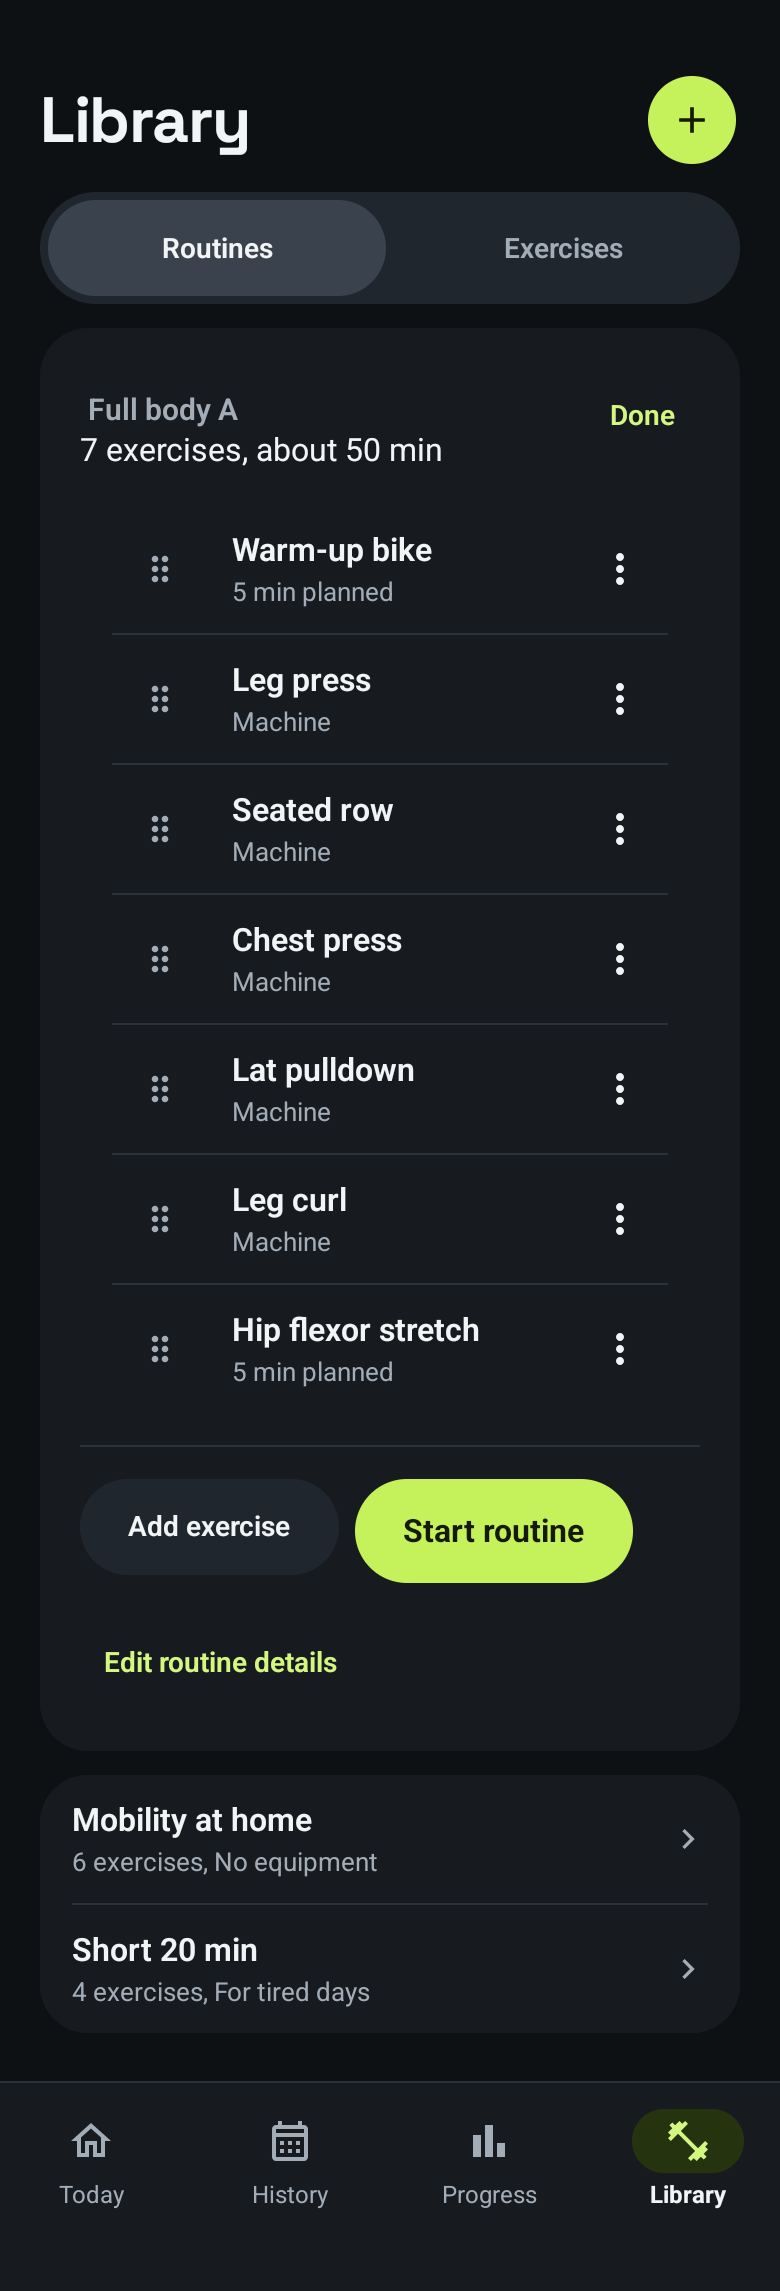 Library
Routines
Exercises
Full body A
Done
7 exercises, about 50 min
Warm-up bike
5 min planned
Leg press
Machine
Seated row
Machine
Chest press
Machine
Lat pulldown
Machine
Leg curl
Machine
Hip flexor stretch
5 min planned
Add exercise
Start routine
Edit routine details
Mobility at home
6 exercises, No equipment
Short 20 min
4 exercises, For tired days
Today
History
Progress
Library